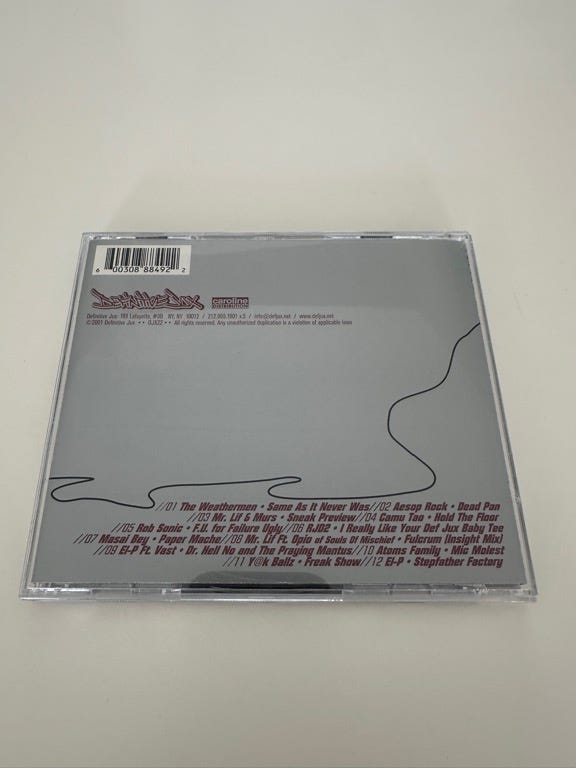 6 00308 88492 2
DEFINITIVE JUX caroline DISTRIBUTION
Definitive Jux 199 Lafayette, #3B NY, NY 10012 / / info@defjux.net / www.defjux.net
©2001 Definitive Jux •• DJX22 •• All rights reserved. Any unauthorized duplication is a violation of applicable laws
//01 The Weathermen • Same As It Never Was//02 Aesop Rock • Dead Pan
//03 Mr. Lif & Murs • Sneak Preview//04 Camu Tao • Hold The Floor
//05 Rob Sonic • F.U. for Failure Ugly//06 RJD2 • I Really Like Your Def Jux Baby Tee
//07 Masai Bey • Paper Mache//08 Mr. Lif Ft. Opio of Souls Of Mischief • Fulcrum (Insight Mix)
//09 El-P Ft. Vast • Dr. Hell No and The Praying Mantus//10 Atoms Family • Mic Molest
//11 Y@k Ballz • Freak Show//12 El-P • Stepfather Factory